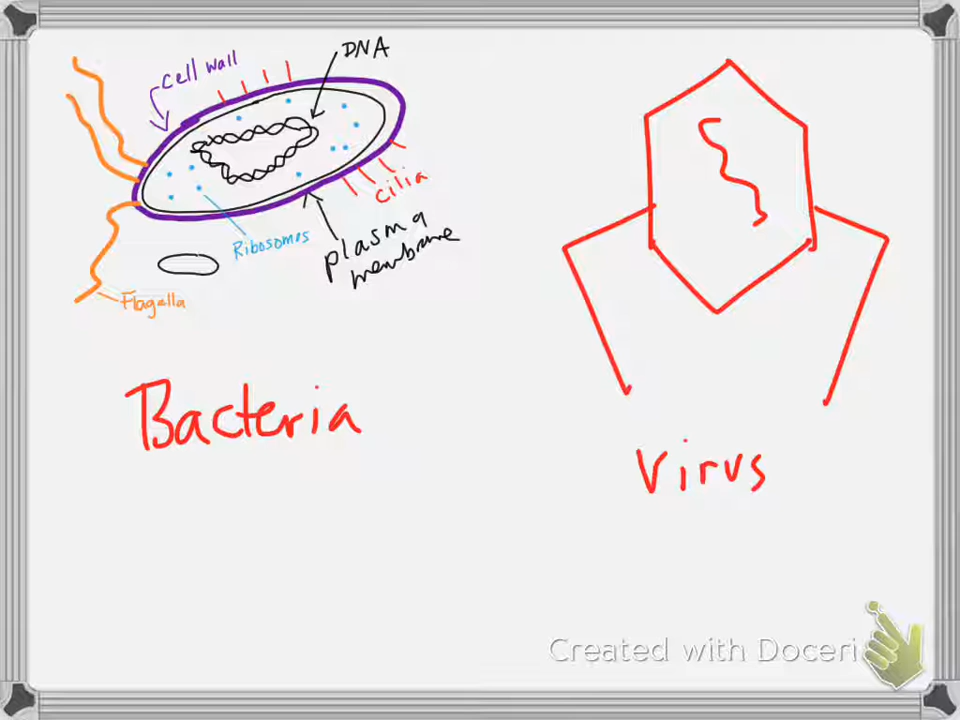 cell wall
DNA
cilia
Ribosomes
plasma
membrane
Flagella
Bacteria
Virus
Created with Doceri